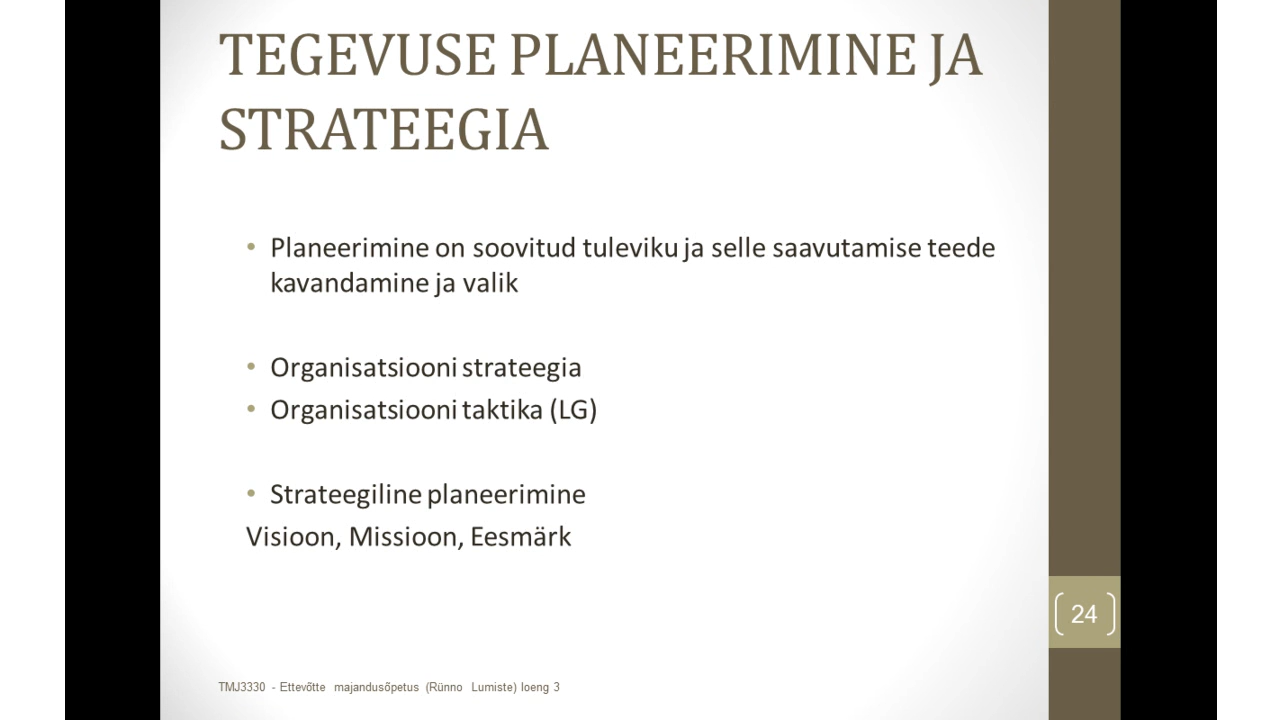 TEGEVUSE PLANEERIMINE JA
STRATEEGIA
• Planeerimine on soovitud tuleviku ja selle saavutamise teede
kavandamine ja valik
• Organisatsiooni strateegia
• Organisatsiooni taktika (LG)
• Strateegiline planeerimine
Visioon, Missioon, Eesmärk
24
TMJ3330 - Ettevõtte majandusõpetus (Rünno Lumiste) loeng 3